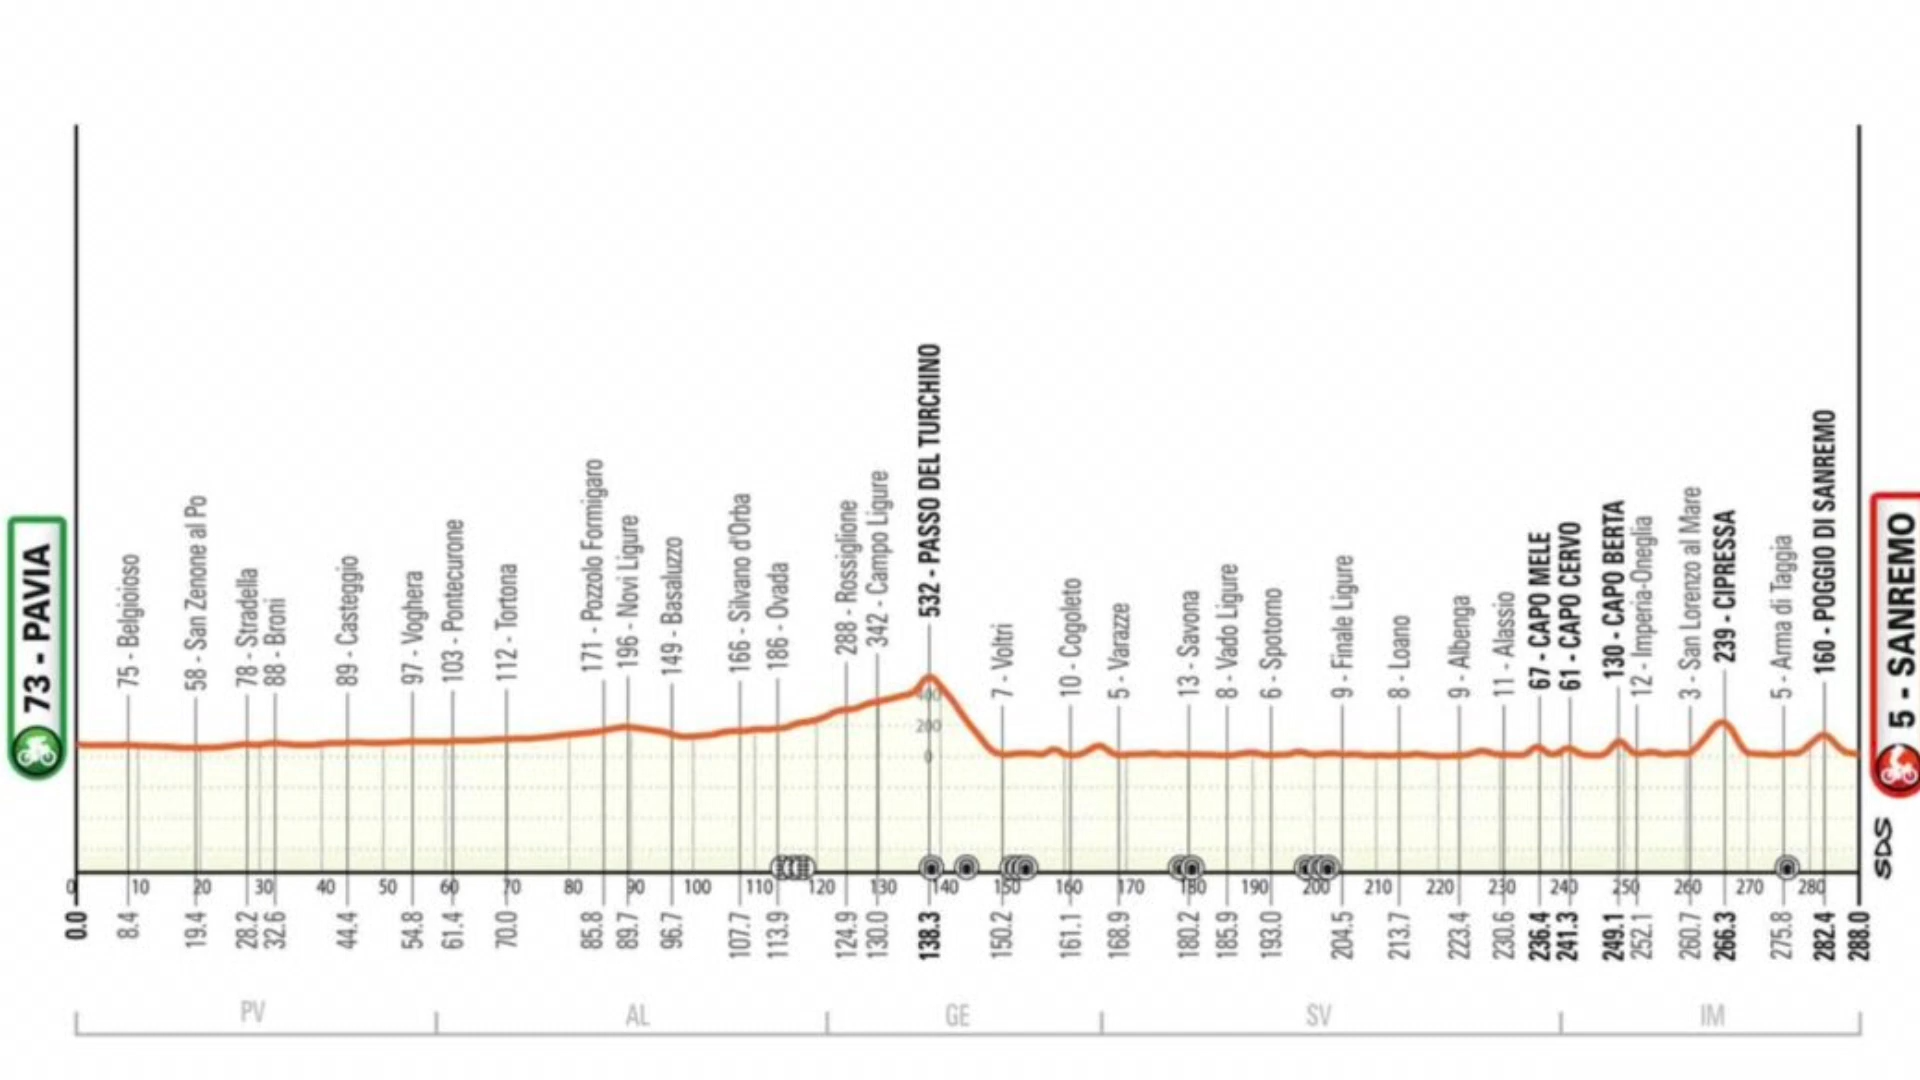 73 - PAVIA
75 - Belgioioso
58 - San Zenone al Po
78 - Stradella
88 - Broni
89 - Casteggio
97 - Voghera
103 - Pontecurone
112 - Tortona
171 - Pozzolo Formigaro
196 - Novi Ligure
149 - Basaluzzo
166 - Silvano d'Orba
186 - Ovada
288 - Rossiglione
342 - Campo Ligure
532 - PASSO DEL TURCHINO
7 - Voltri
10 - Cogoleto
5 - Varazze
13 - Savona
8 - Vado Ligure
6 - Spotorno
9 - Finale Ligure
8 - Loano
9 - Albenga
11 - Alassio
67 - CAPO MELE
61 - CAPO CERVO
130 - CAPO BERTA
12 - Imperia-Oneglia
3 - San Lorenzo al Mare
239 - CIPRESSA
5 - Arma di Taggia
160 - POGGIO DI SANREMO
5 - SANREMO
400
200
0
SDS
0 10 20 30 40 50 60 70 80 90 100 110 120 130 140 150 160 170 180 190 200 210 220 230 240 250 260 270 280
0.0 8.4 19.4 28.2 32.6 44.4 54.8 61.4 70.0 85.8 89.7 96.7 107.7 113.9 124.9 130.0 138.3 150.2 161.1 168.9 180.2 185.9 193.0 204.5 213.7 223.4 230.6 236.4 241.3 249.1 252.1 260.7 266.3 275.8 282.4 288.0
PV AL GE SV IM